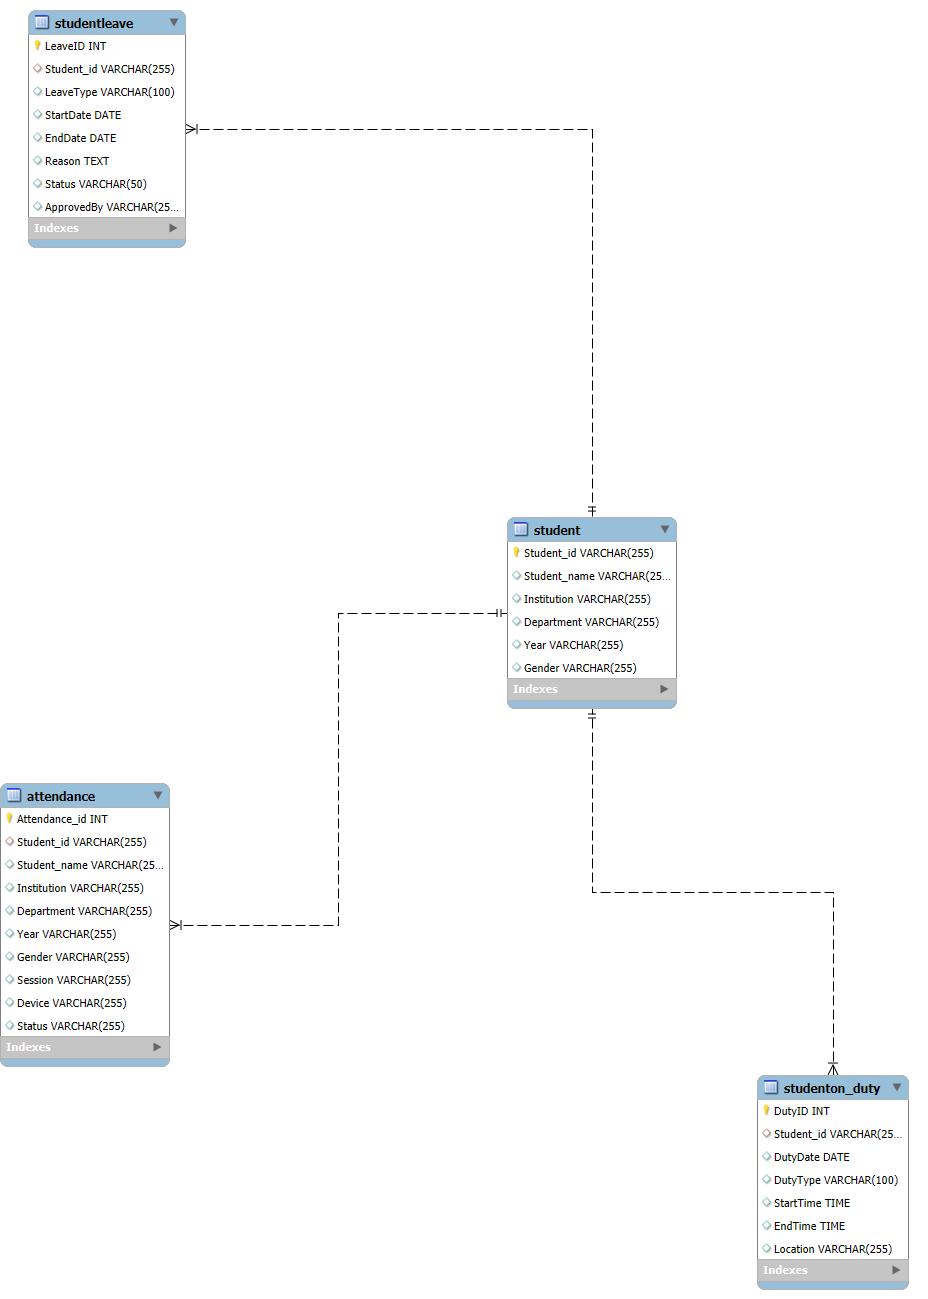 studentleave
LeaveID INT
Student_id VARCHAR(255)
LeaveType VARCHAR(100)
StartDate DATE
EndDate DATE
Reason TEXT
Status VARCHAR(50)
ApprovedBy VARCHAR(25...
Indexes
student
Student_id VARCHAR(255)
Student_name VARCHAR(25...
Institution VARCHAR(255)
Department VARCHAR(255)
Year VARCHAR(255)
Gender VARCHAR(255)
Indexes
attendance
Attendance_id INT
Student_id VARCHAR(255)
Student_name VARCHAR(25...
Institution VARCHAR(255)
Department VARCHAR(255)
Year VARCHAR(255)
Gender VARCHAR(255)
Session VARCHAR(255)
Device VARCHAR(255)
Status VARCHAR(255)
Indexes
studenton_duty
DutyID INT
Student_id VARCHAR(25...
DutyDate DATE
DutyType VARCHAR(100)
StartTime TIME
EndTime TIME
Location VARCHAR(255)
Indexes